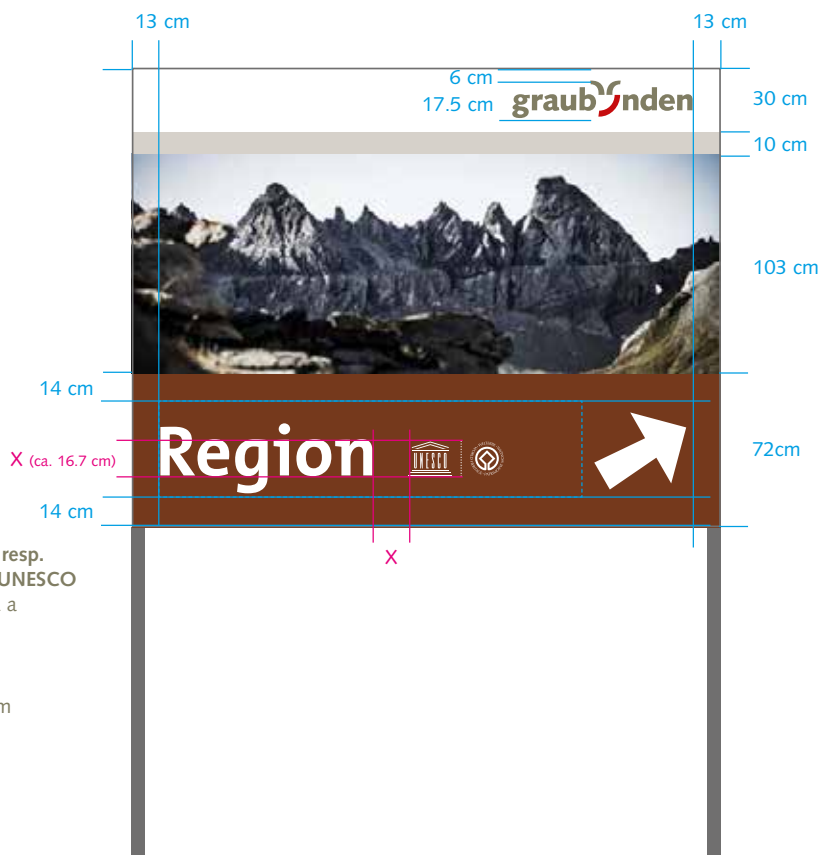 13 cm
13 cm
6 cm
17.5 cm
graubünden
30 cm
10 cm
103 cm
14 cm
X (ca. 16.7 cm)
Region
UNESCO
72cm
14 cm
X
resp.
UNESCO
a
m